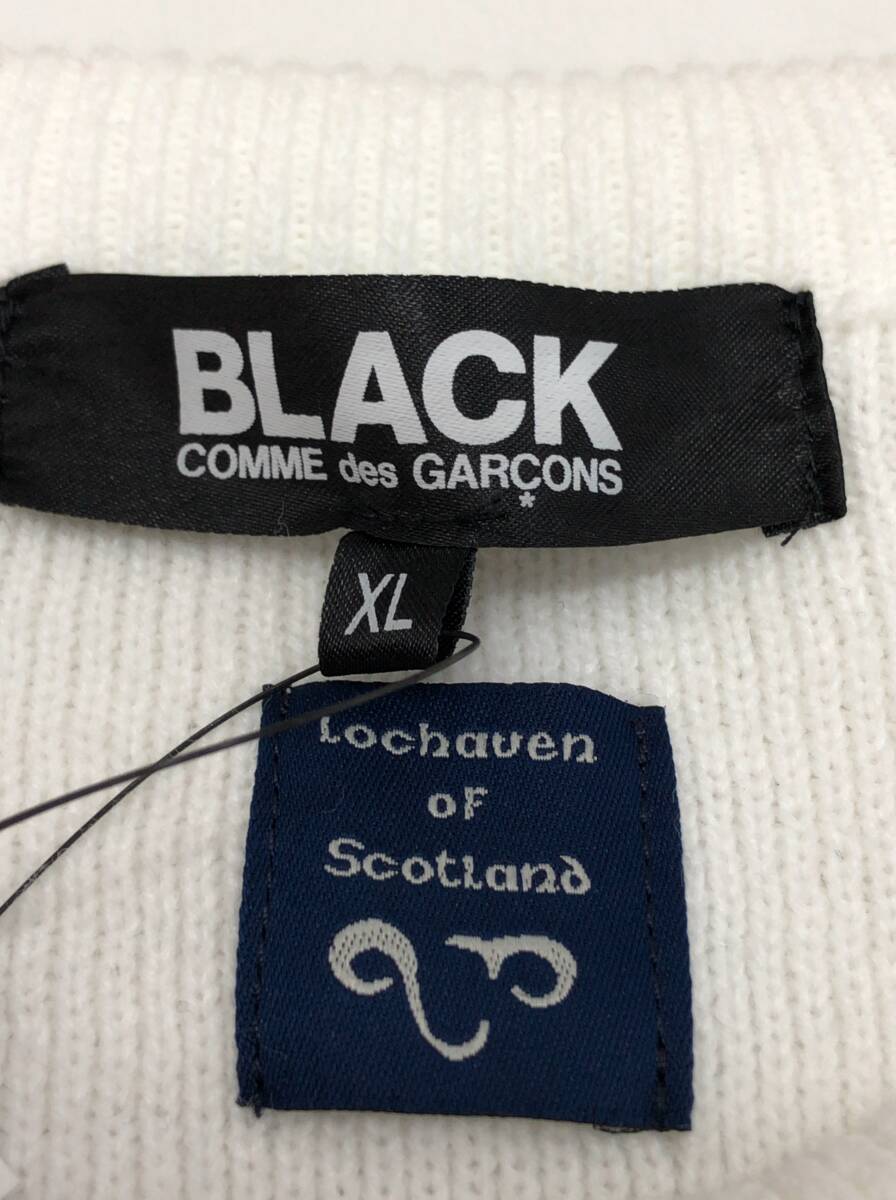 BLACK
COMME des GARÇONS
*
XL
Lochaven
OF
Scotland